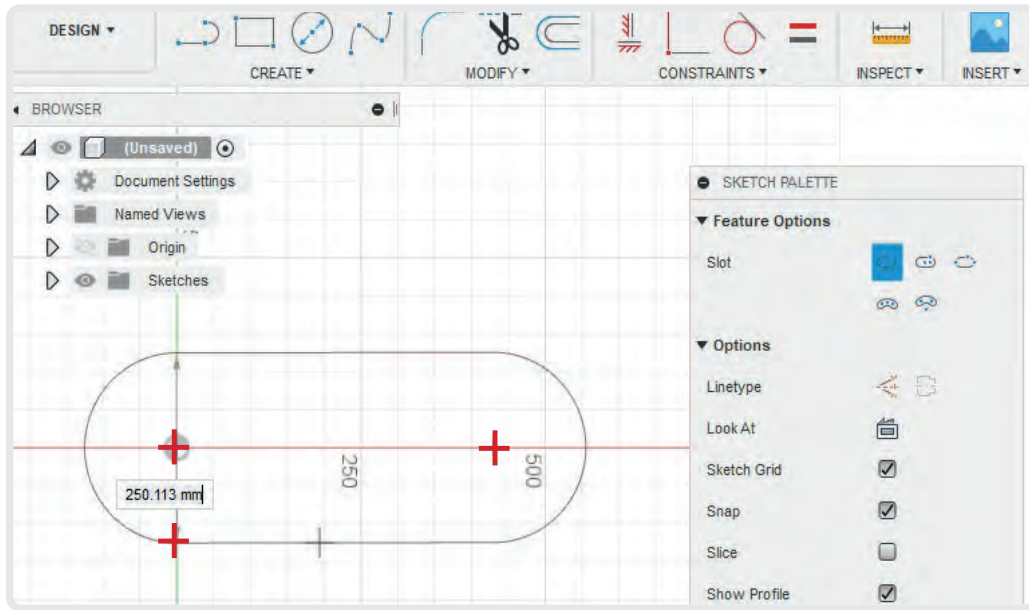 DESIGN ▾
CREATE ▾
MODIFY ▾
CONSTRAINTS ▾
INSPECT ▾
INSERT ▾
BROWSER
(Unsaved)
Document Settings
Named Views
Origin
Sketches
250
500
250.113 mm
SKETCH PALETTE
▼ Feature Options
Slot
▼ Options
Linetype
Look At
Sketch Grid
Snap
Slice
Show Profile